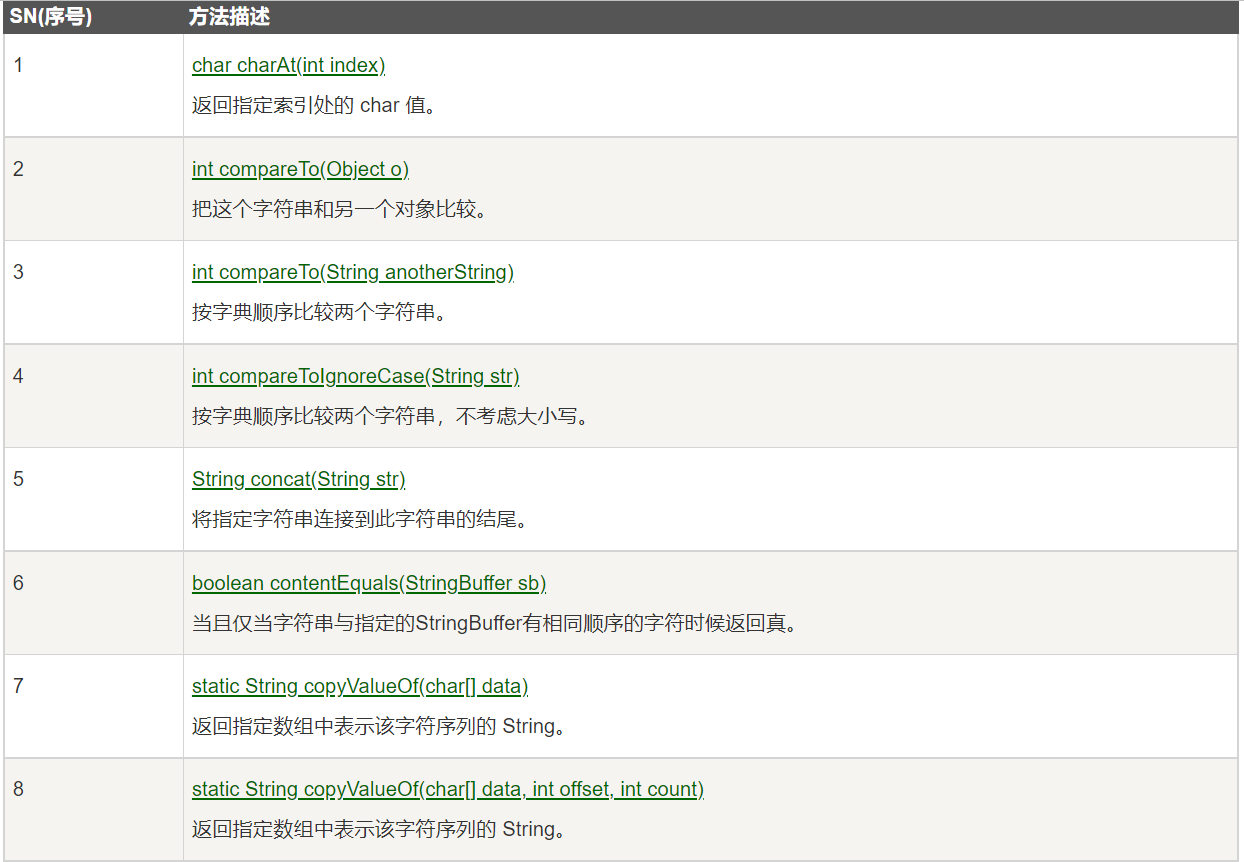 SN(序号) 方法描述
1 char charAt(int index)
返回指定索引处的 char 值。
2 int compareTo(Object o)
把这个字符串和另一个对象比较。
3 int compareTo(String anotherString)
按字典顺序比较两个字符串。
4 int compareToIgnoreCase(String str)
按字典顺序比较两个字符串，不考虑大小写。
5 String concat(String str)
将指定字符串连接到此字符串的结尾。
6 boolean contentEquals(StringBuffer sb)
当且仅当字符串与指定的StringBuffer有相同顺序的字符时候返回真。
7 static String copyValueOf(char[] data)
返回指定数组中表示该字符序列的 String。
8 static String copyValueOf(char[] data, int offset, int count)
返回指定数组中表示该字符序列的 String。